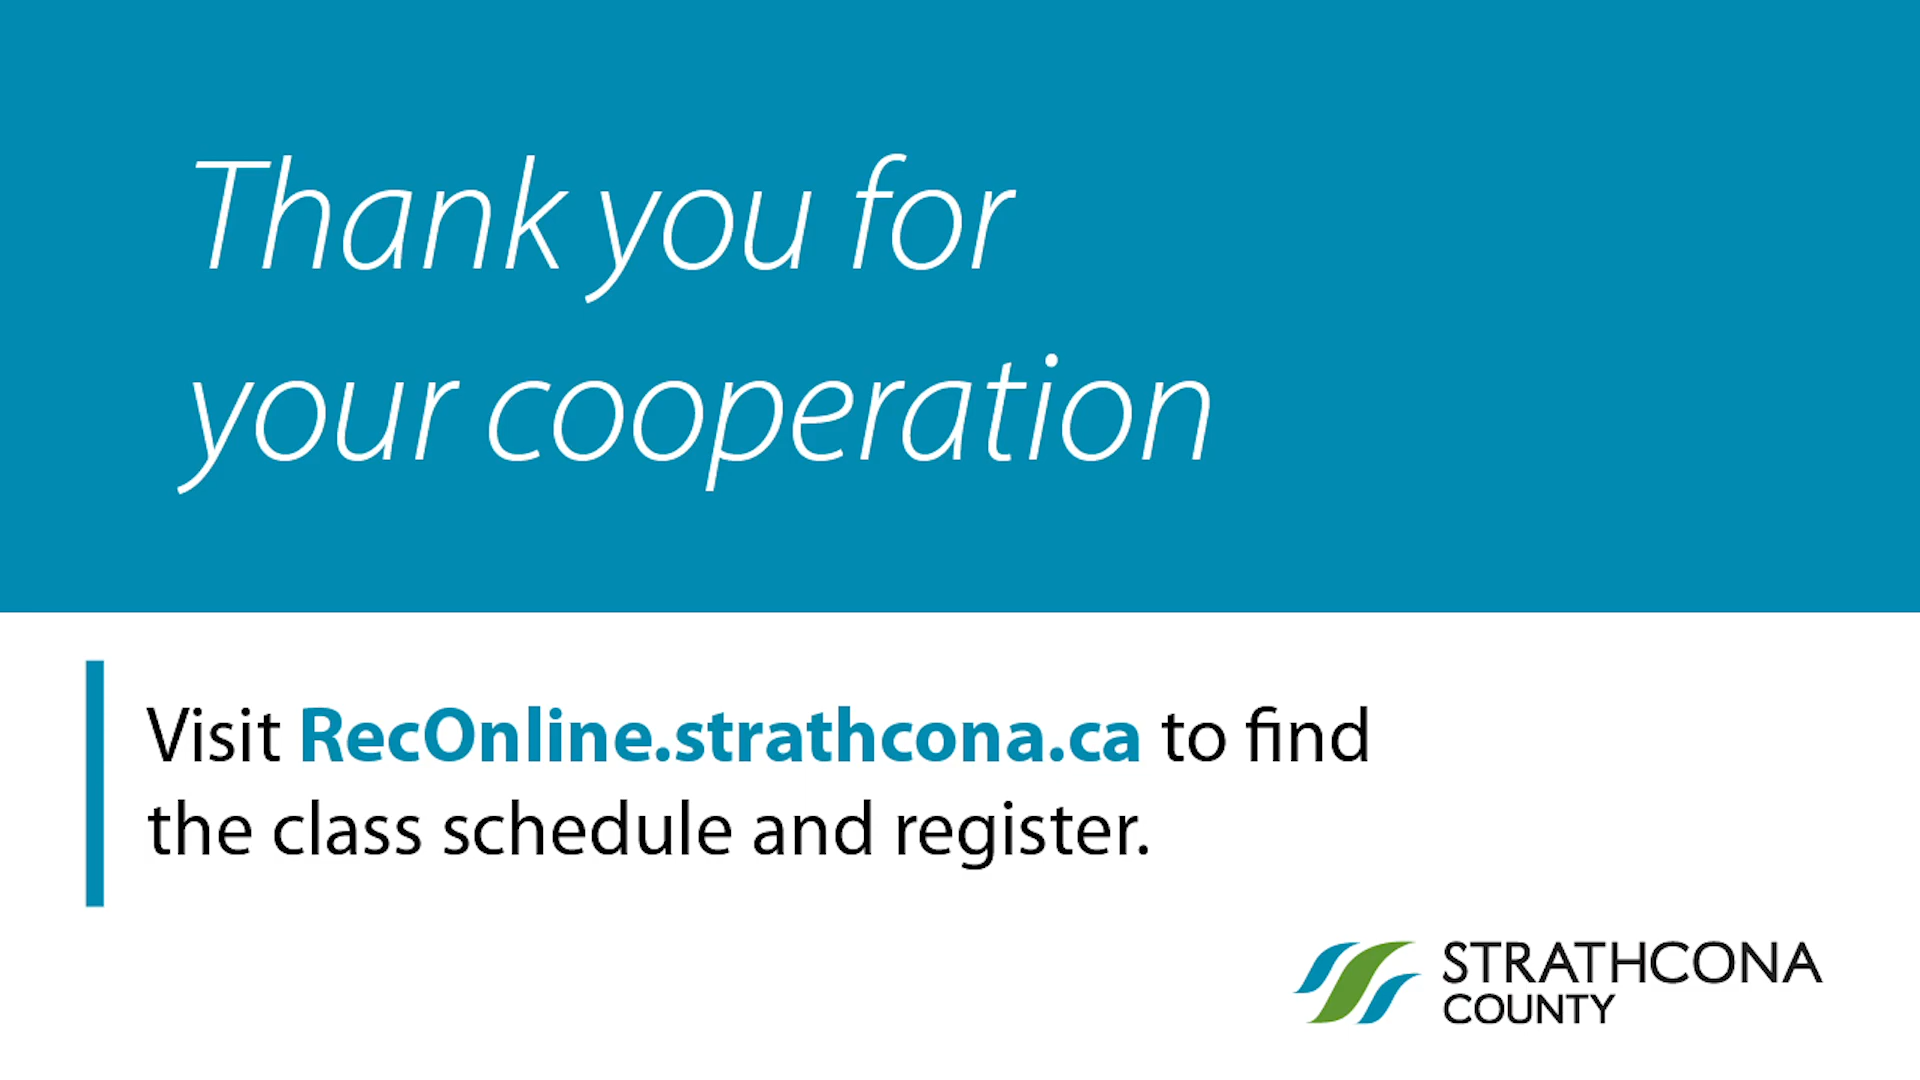 Thank you for
your cooperation
Visit RecOnline.strathcona.ca to find
the class schedule and register.
STRATHCONA
COUNTY